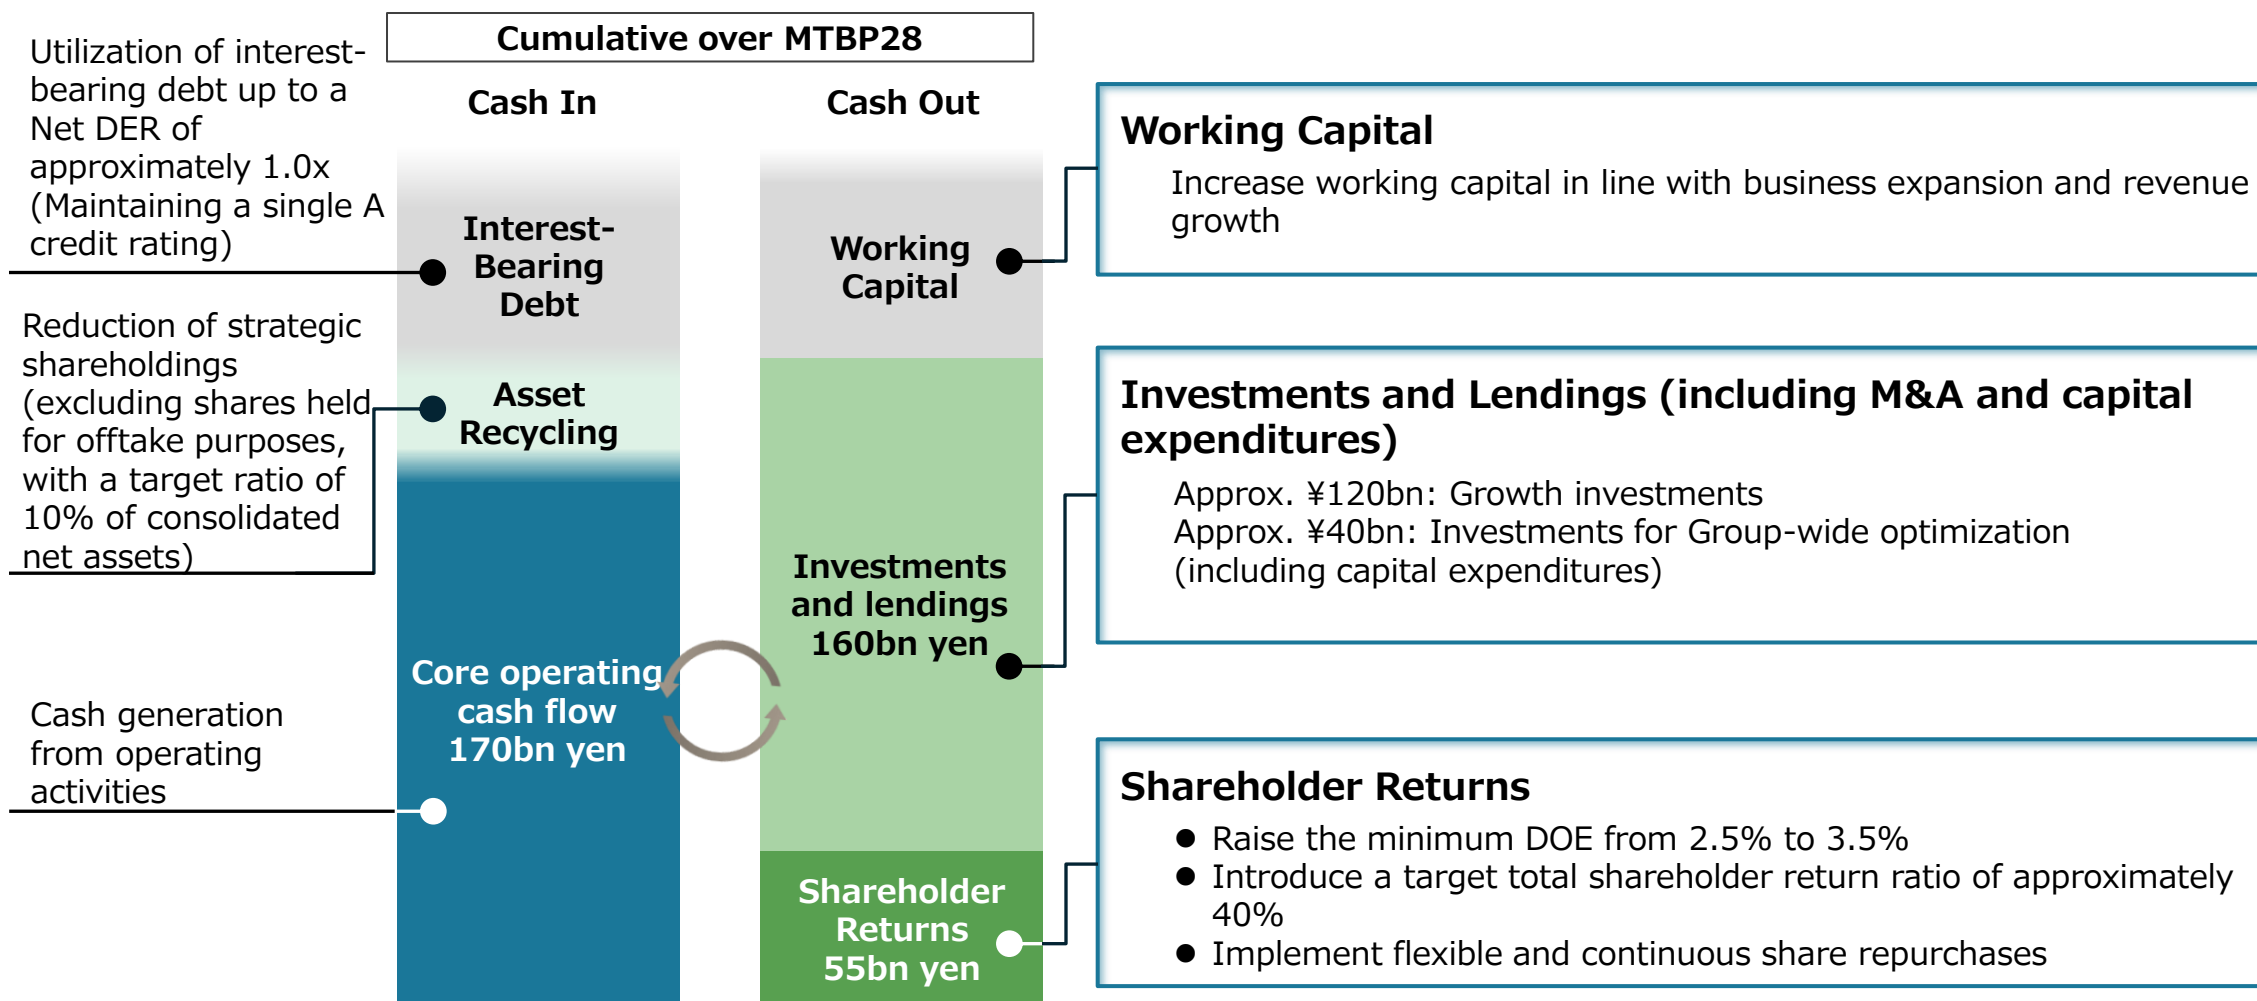 Cumulative over MTBP28
Utilization of interest-
bearing debt up to a
Net DER of
approximately 1.0x
(Maintaining a single A
credit rating)
Reduction of strategic
shareholdings
(excluding shares held
for offtake purposes,
with a target ratio of
10% of consolidated
net assets)
Cash generation
from operating
activities
Cash In
Interest-
Bearing
Debt
Asset
Recycling
Core operating
cash flow
170bn yen
Cash Out
Working
Capital
Investments
and lendings
160bn yen
Shareholder
Returns
55bn yen
Working Capital
Increase working capital in line with business expansion and revenue
growth
Investments and Lendings (including M&A and capital
expenditures)
Approx. ¥120bn: Growth investments
Approx. ¥40bn: Investments for Group-wide optimization
(including capital expenditures)
Shareholder Returns
● Raise the minimum DOE from 2.5% to 3.5%
● Introduce a target total shareholder return ratio of approximately
40%
● Implement flexible and continuous share repurchases